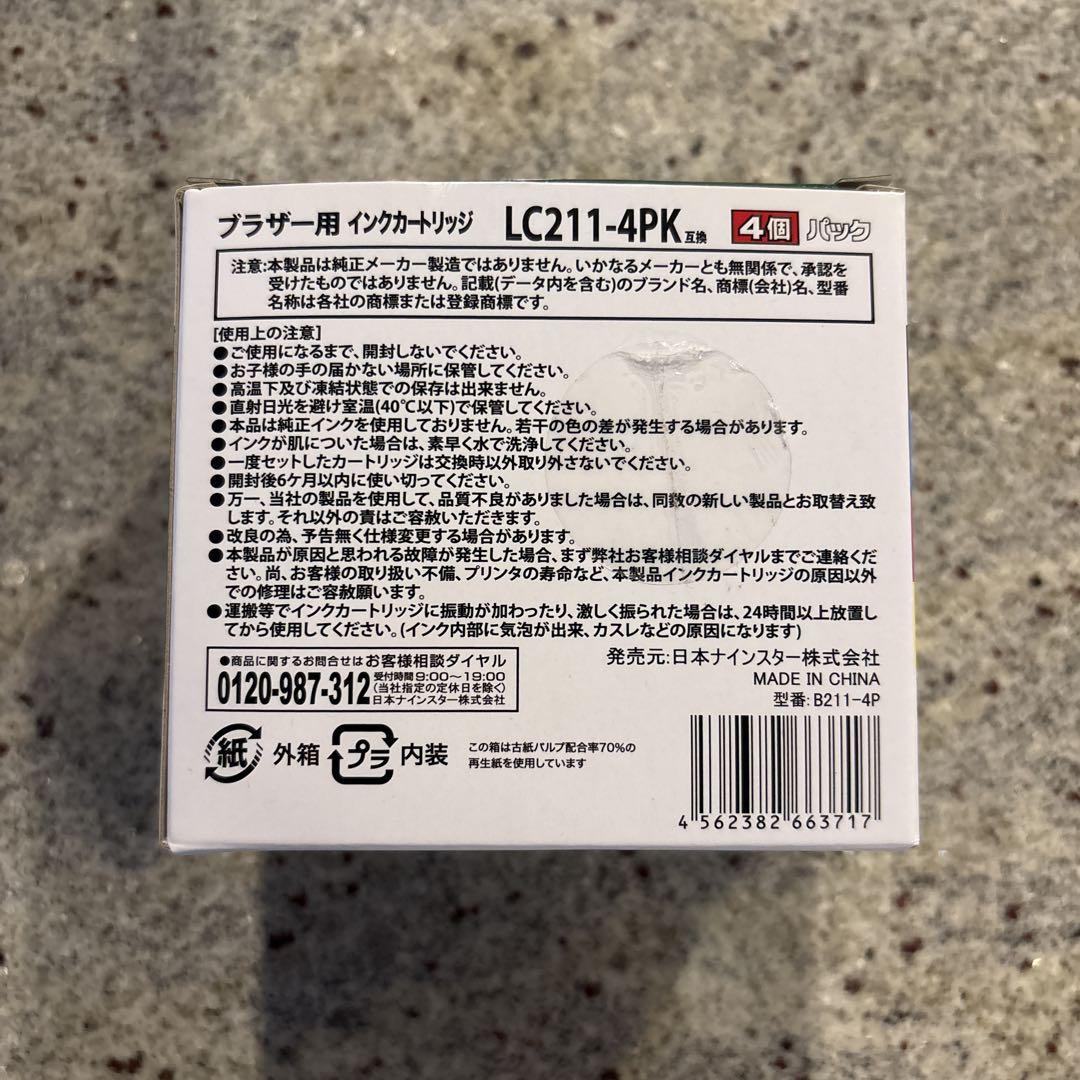 ブラザー用 インクカートリッジ LC211-4PK互換 4個パック
注意:本製品は純正メーカー製造ではありません。いかなるメーカーとも無関係で、承認を
受けたものではありません。記載(データ内を含む)のブランド名、商標(会社)名、型番
名称は各社の商標または登録商標です。
[使用上の注意]
●ご使用になるまで、開封しないでください。
●お子様の手の届かない場所に保管してください。
●高温下及び凍結状態での保存は出来ません。
●直射日光を避け室温(40℃以下)で保管してください。
●本品は純正インクを使用しておりません。若干の色の差が発生する場合があります。
●インクが肌についた場合は、素早く水で洗浄してください。
●一度セットしたカートリッジは交換時以外取り外さないでください。
●開封後6ケ月以内に使い切ってください。
●万一、当社の製品を使用して、品質不良がありました場合は、同数の新しい製品とお取替え致
します。それ以外の責はご容赦いただきます。
●改良の為、予告無く仕様変更する場合があります。
●本製品が原因と思われる故障が発生した場合、まず弊社お客様相談ダイヤルまでご連絡くだ
さい。尚、お客様の取り扱い不備、プリンタの寿命など、本製品インクカートリッジの原因以外
での修理はご容赦願います。
●運搬等でインクカートリッジに振動が加わったり、激しく振られた場合は、24時間以上放置し
てから使用してください。(インク内部に気泡が出来、カスレなどの原因になります)
●商品に関するお問合せは お客様相談ダイヤル
0120-987-312 受付時間 9:00〜19:00
(当社指定の定休日を除く)
日本ナインスター株式会社
発売元:日本ナインスター株式会社
MADE IN CHINA
型番:B211-4P
紙 外箱 プラ 内装
この箱は古紙パルプ配合率70%の
再生紙を使用しています
4 562382 663717